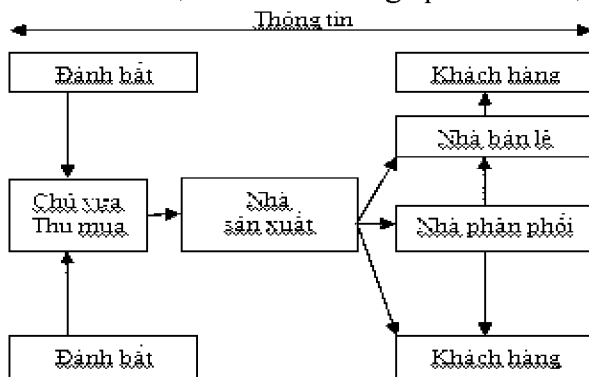 Thông tin
Đánh bắt
Khách hàng
Nhà bán lẻ
Chủ vựa
Thu mua
Nhà
sản xuất
Nhà phân phối
Đánh bắt
Khách hàng